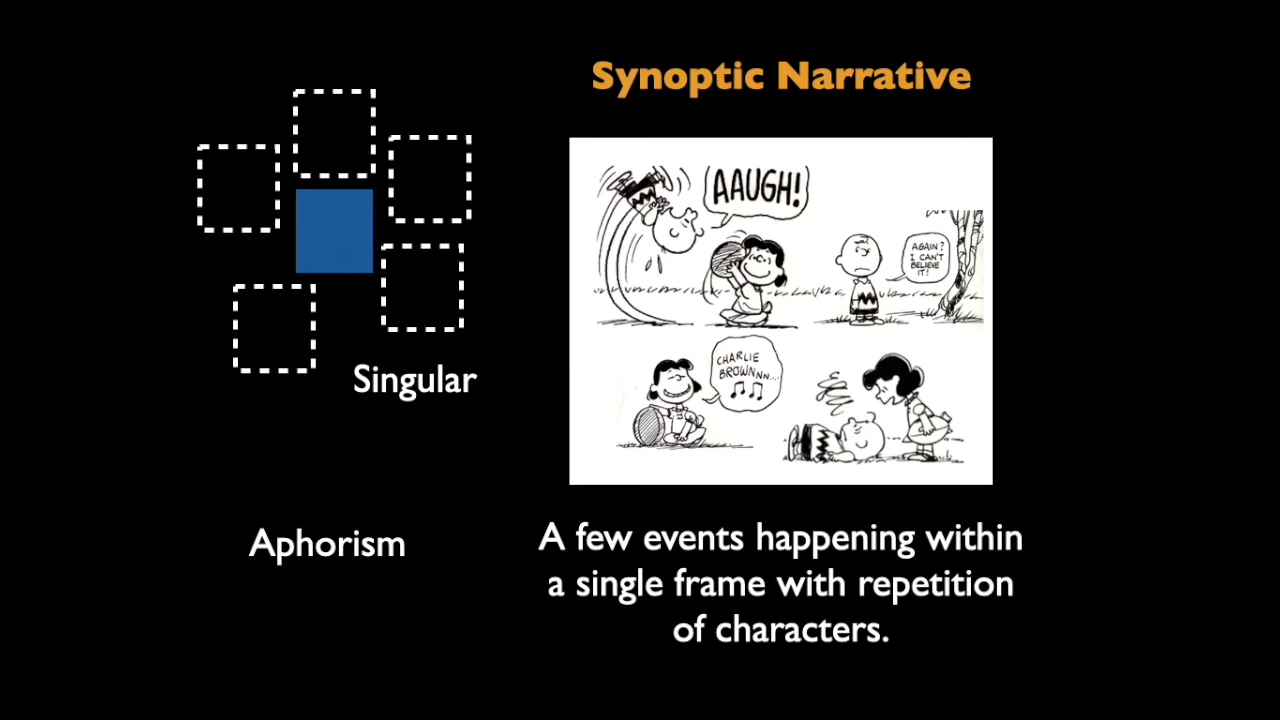 Synoptic Narrative
AAUGH!
AGAIN?
I CAN'T
BELIEVE
IT!
CHARLIE
BROWNNN...
Singular
Aphorism
A few events happening within
a single frame with repetition
of characters.